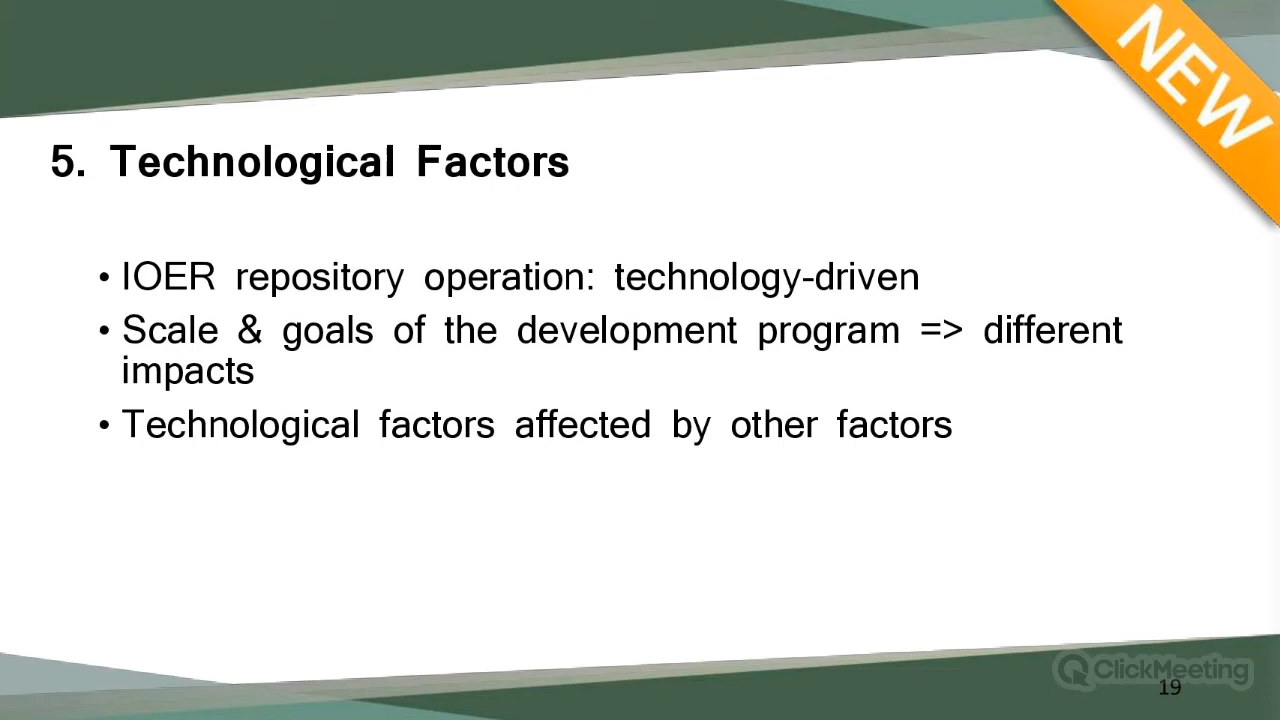 NEW
5. Technological Factors
• IOER repository operation: technology-driven
• Scale & goals of the development program => different
impacts
• Technological factors affected by other factors
ClickMeeting
19